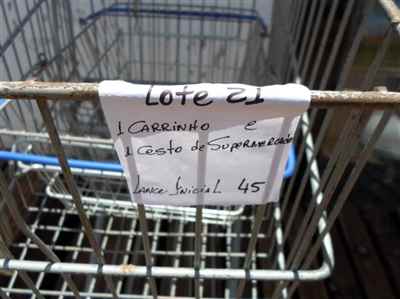 Lote 21
1 CARRINHO e
1 Cesto de SUPERMERCADO
Lance Inicial 45